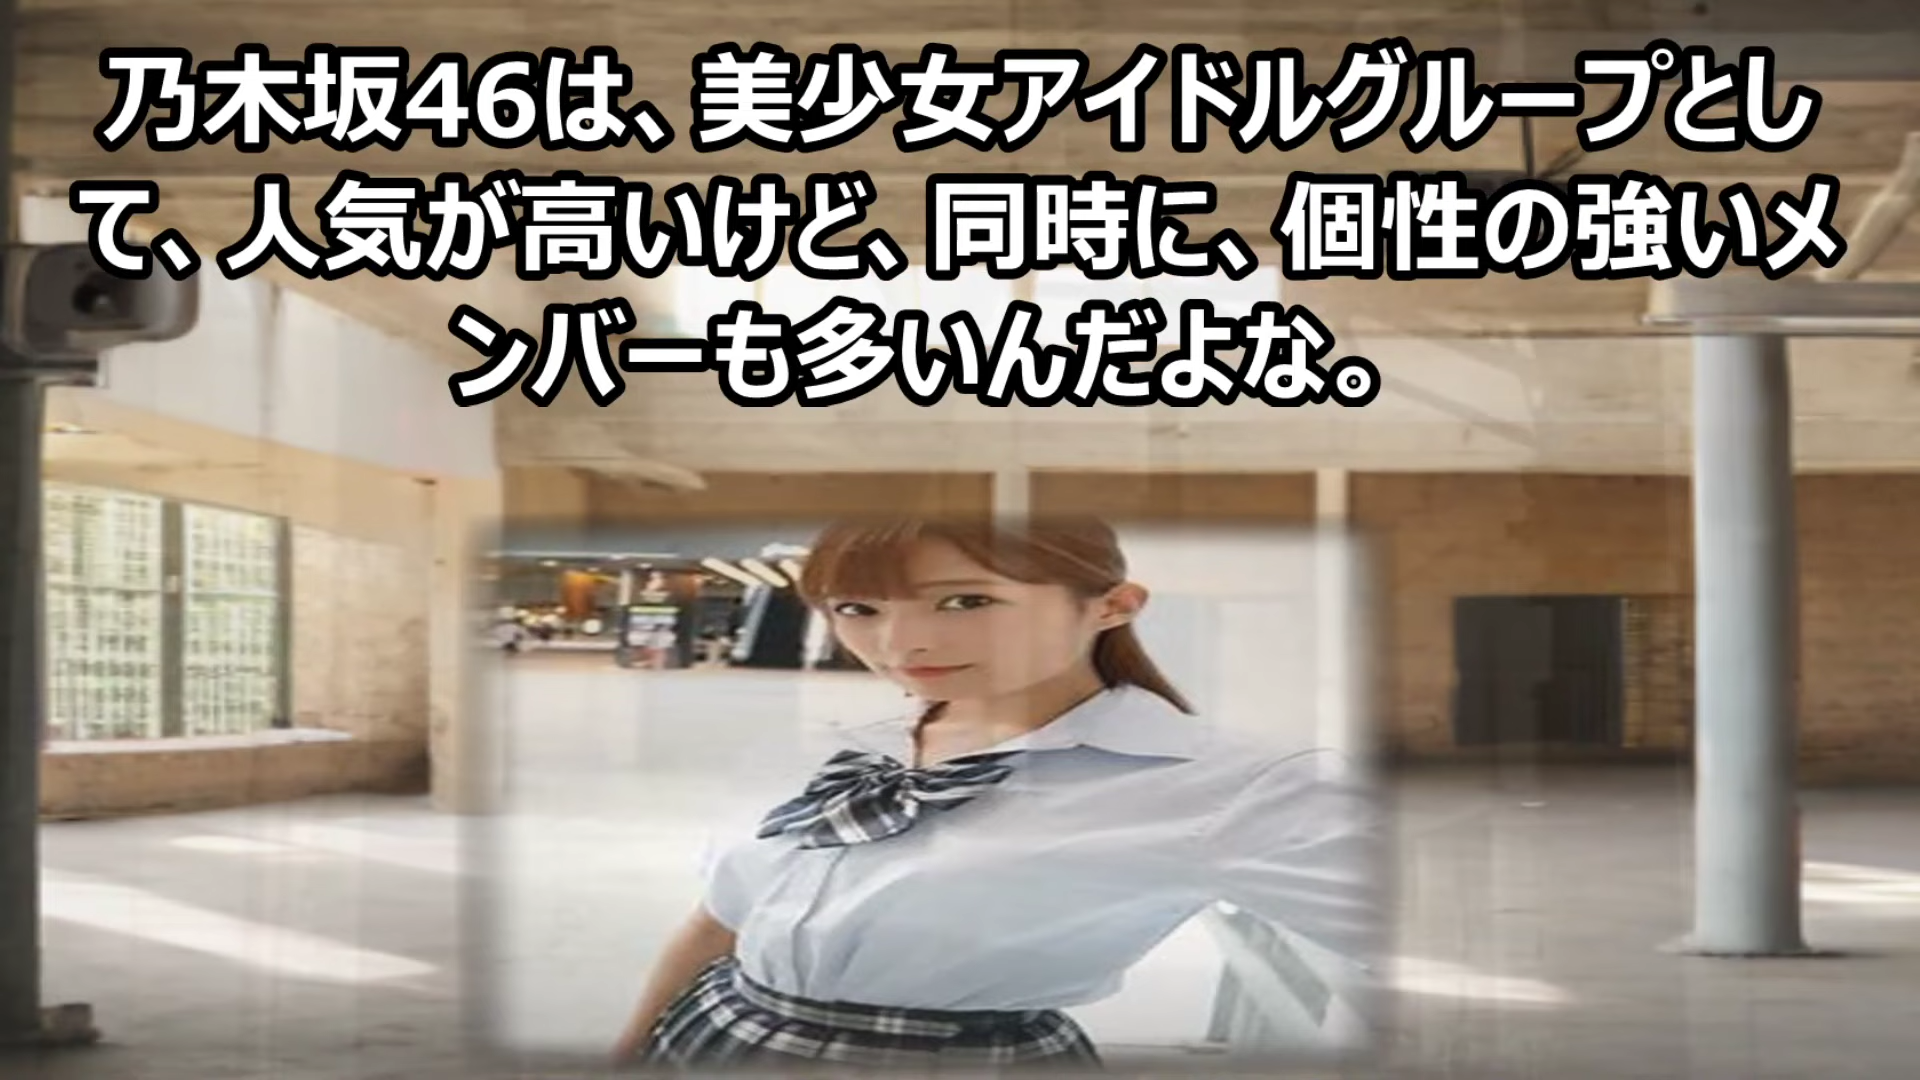 乃木坂46は、美少女アイドルグループとし
て、人気が高いけど、同時に、個性の強いメ
ンバーも多いんだよな。